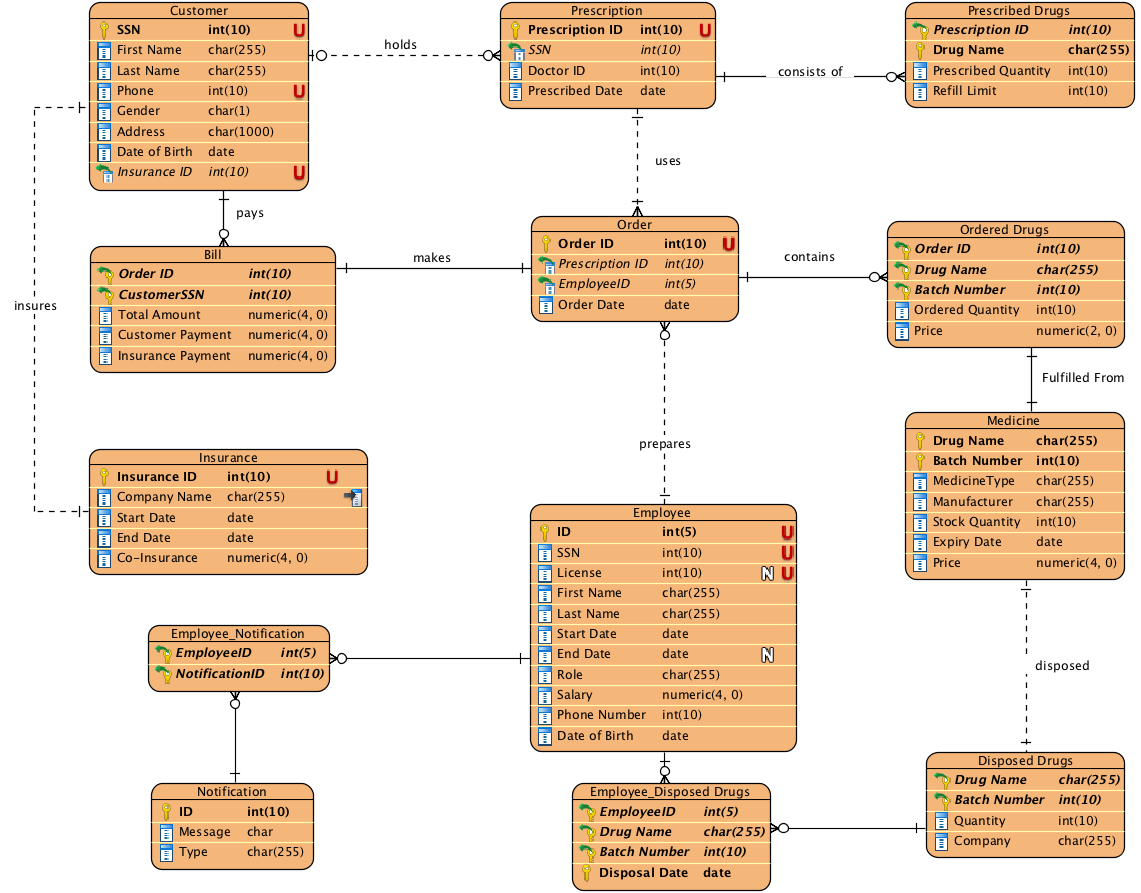 Customer
SSN int(10) U
First Name char(255)
Last Name char(255)
Phone int(10) U
Gender char(1)
Address char(1000)
Date of Birth date
Insurance ID int(10) U
holds
Prescription
Prescription ID int(10) U
SSN int(10)
Doctor ID int(10)
Prescribed Date date
consists of
Prescribed Drugs
Prescription ID int(10)
Drug Name char(255)
Prescribed Quantity int(10)
Refill Limit int(10)
uses
pays
Bill
Order ID int(10)
CustomerSSN int(10)
Total Amount numeric(4, 0)
Customer Payment numeric(4, 0)
Insurance Payment numeric(4, 0)
makes
Order
Order ID int(10) U
Prescription ID int(10)
EmployeeID int(5)
Order Date date
contains
Ordered Drugs
Order ID int(10)
Drug Name char(255)
Batch Number int(10)
Ordered Quantity int(10)
Price numeric(2, 0)
insures
Fulfilled From
prepares
Medicine
Drug Name char(255)
Batch Number int(10)
MedicineType char(255)
Manufacturer char(255)
Stock Quantity int(10)
Expiry Date date
Price numeric(4, 0)
Insurance
Insurance ID int(10) U
Company Name char(255)
Start Date date
End Date date
Co-Insurance numeric(4, 0)
Employee
ID int(5) U
SSN int(10) U
License int(10) N U
First Name char(255)
Last Name char(255)
Start Date date
End Date date N
Role char(255)
Salary numeric(4, 0)
Phone Number int(10)
Date of Birth date
Employee_Notification
EmployeeID int(5)
NotificationID int(10)
disposed
Notification
ID int(10)
Message char
Type char(255)
Employee_Disposed Drugs
EmployeeID int(5)
Drug Name char(255)
Batch Number int(10)
Disposal Date date
Disposed Drugs
Drug Name char(255)
Batch Number int(10)
Quantity int(10)
Company char(255)